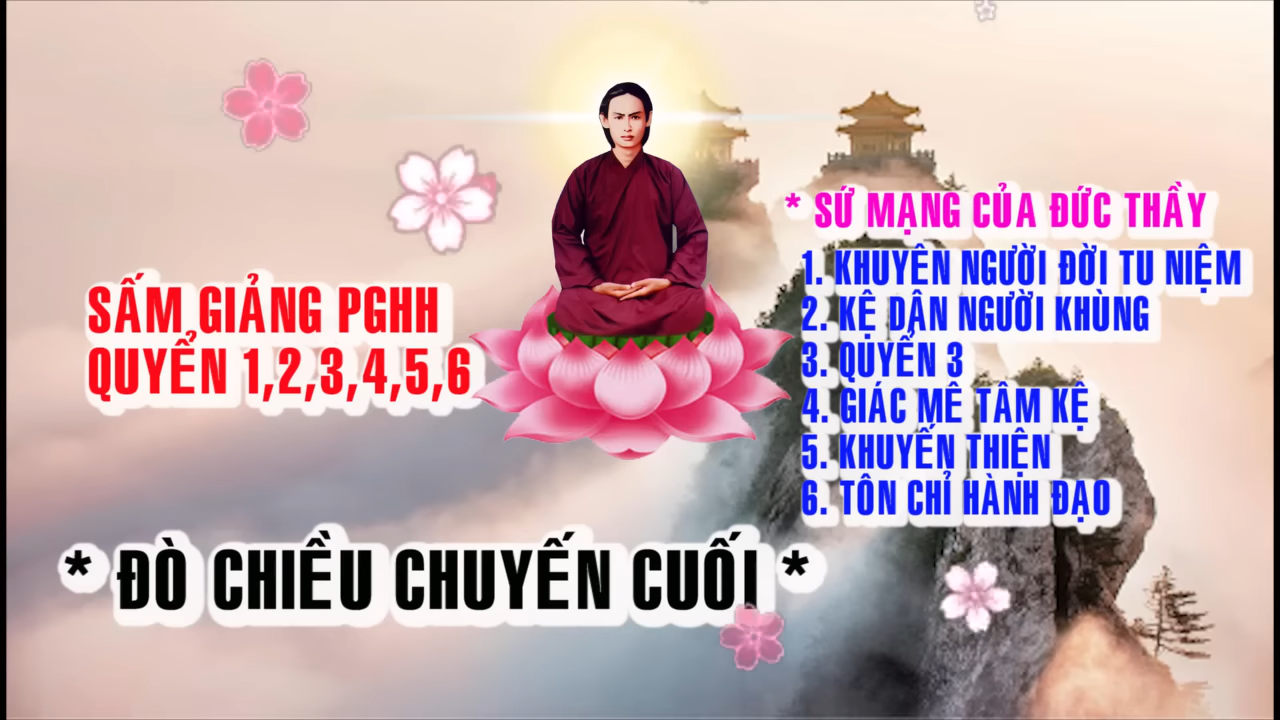 SẤM GIẢNG PGHH
QUYỂN 1,2,3,4,5,6
* SỨ MẠNG CỦA ĐỨC THẦY
1. KHUYÊN NGƯỜI ĐỜI TU NIỆM
2. KỆ DÂN NGƯỜI KHÙNG
3. QUYỂN 3
4. GIÁC MÊ TÂM KỆ
5. KHUYẾN THIỆN
6. TÔN CHỈ HÀNH ĐẠO
* ĐÒ CHIỀU CHUYẾN CUỐI *